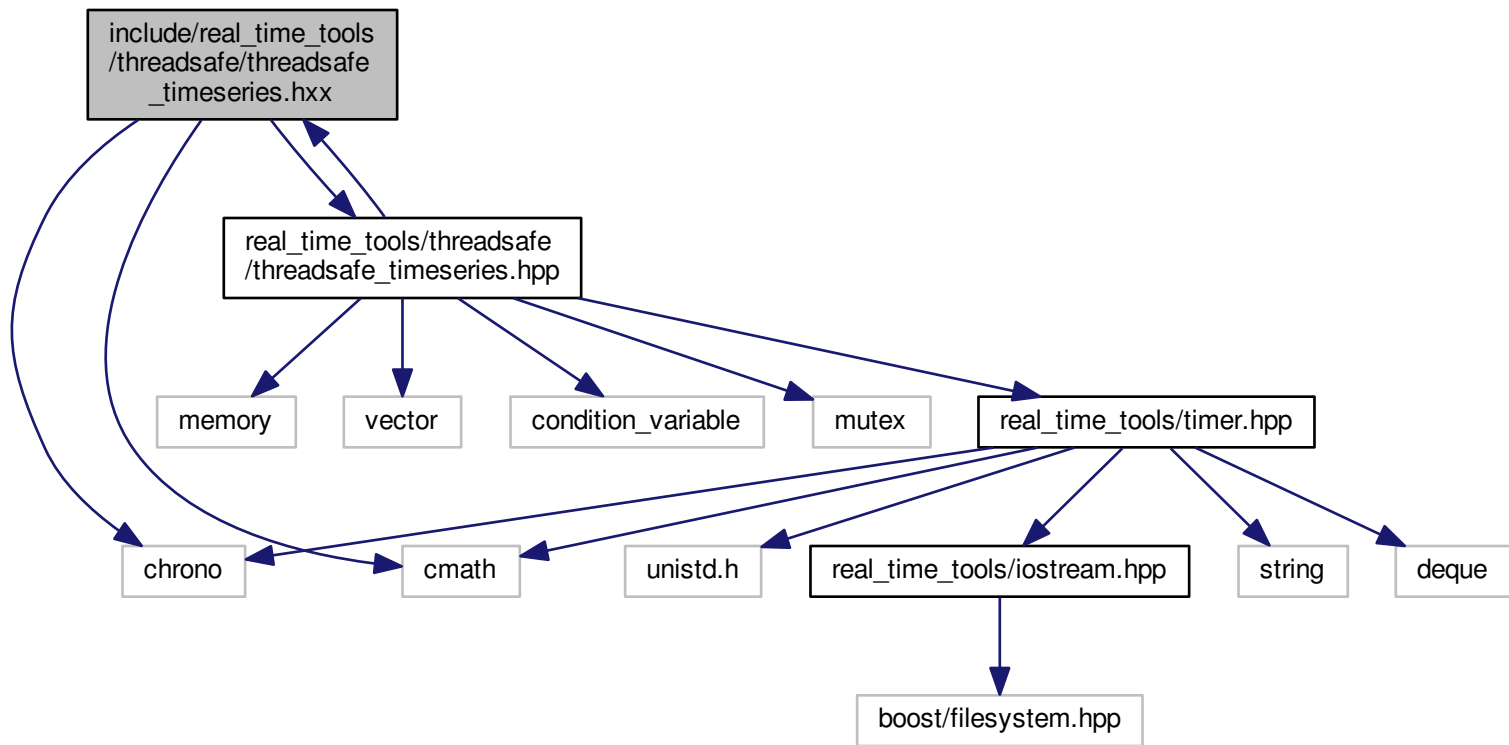 include/real_time_tools
/threadsafe/threadsafe
_timeseries.hxx
real_time_tools/threadsafe
/threadsafe_timeseries.hpp
memory
vector
condition_variable
mutex
real_time_tools/timer.hpp
chrono
cmath
unistd.h
real_time_tools/iostream.hpp
string
deque
boost/filesystem.hpp